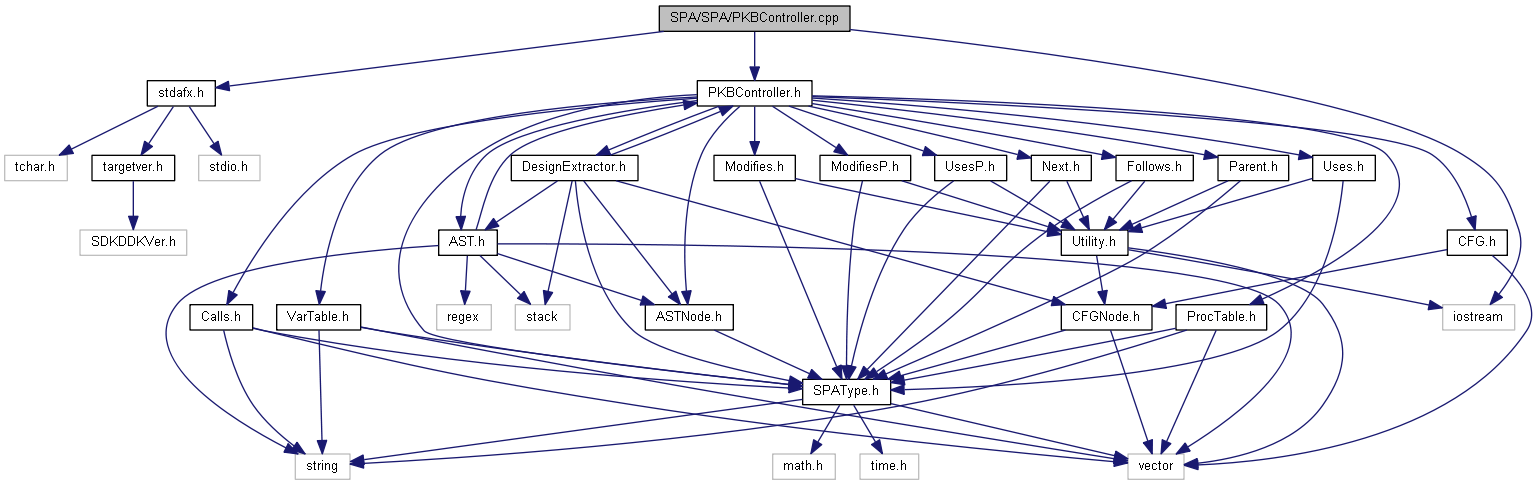 SPA/SPA/PKBController.cpp
stdafx.h
PKBController.h
tchar.h
targetver.h
stdio.h
DesignExtractor.h
Modifies.h
ModifiesP.h
UsesP.h
Next.h
Follows.h
Parent.h
Uses.h
SDKDDKVer.h
AST.h
Utility.h
CFG.h
Calls.h
VarTable.h
regex
stack
ASTNode.h
CFGNode.h
ProcTable.h
iostream
SPAType.h
string
math.h
time.h
vector